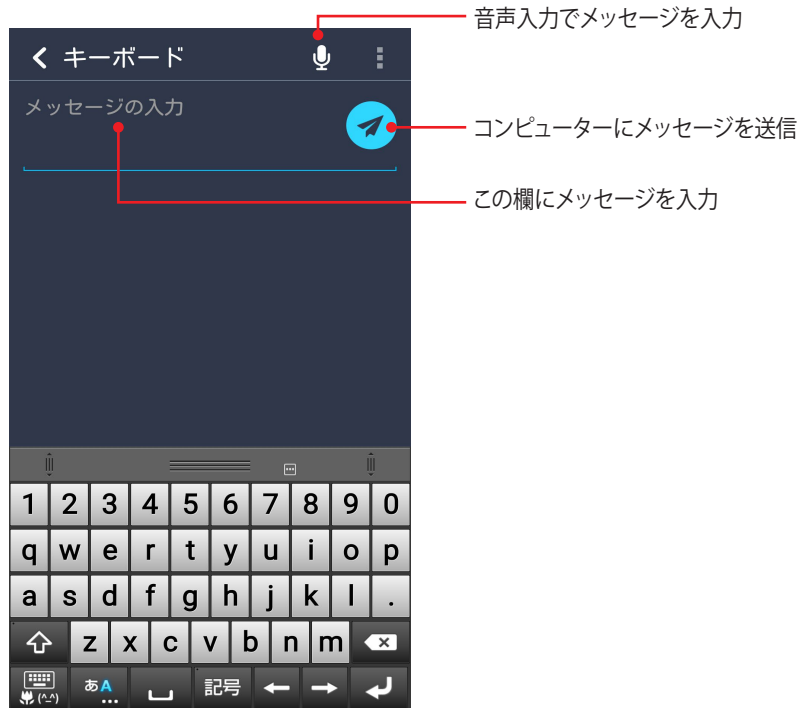 音声入力でメッセージを入力
キーボード
メッセージの入力
コンピューターにメッセージを送信
この欄にメッセージを入力
1 2 3 4 5 6 7 8 9 0
q w e r t y u i o p
a s d f g h j k l .
z x c v b n m
(^_^) あA 記号